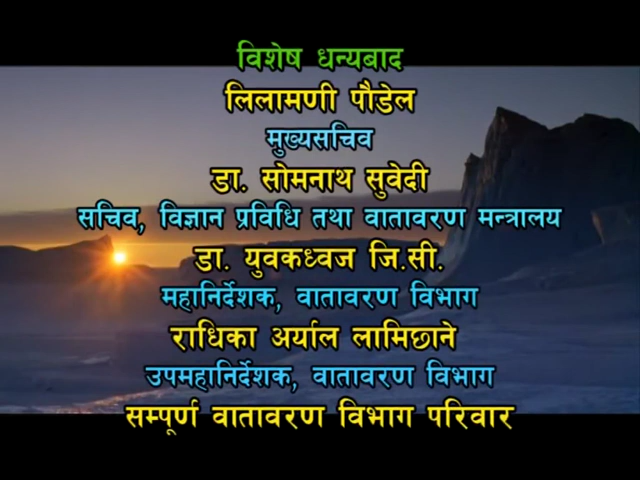 विशेष धन्यबाद
लिलामणी पौडेल
मुख्यसचिव
डा. सोमनाथ सुवेदी
सचिव, विज्ञान प्रविधि तथा वातावरण मन्त्रालय
डा. युवकध्वज जि.सी.
महानिर्देशक, वातावरण विभाग
राधिका अर्याल लामिछाने
उपमहानिर्देशक, वातावरण विभाग
सम्पूर्ण वातावरण विभाग परिवार